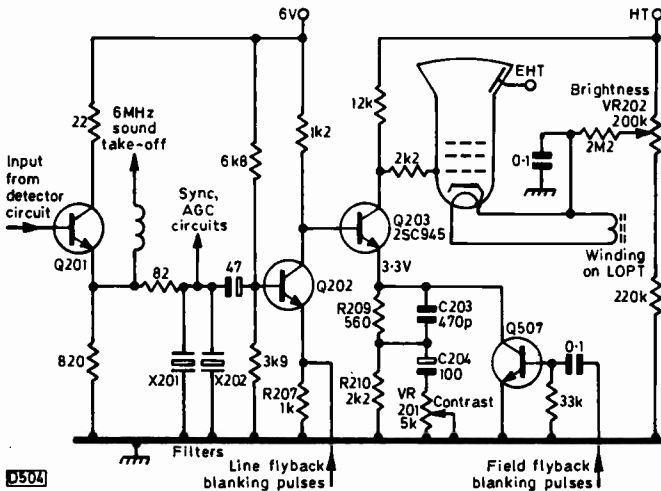 6V
HT
22
6MHz
sound
take-off
6k8
1k2
12k
EHT
Brightness
VR202
200k
2M2
0·1
2k2
Input
from
detector
circuit
Sync,
AGC
circuits
Q203
2SC945
Q201
82
47
Q202
3·3V
Winding
on LOPT
R209
560
C203
470p
Q507
220k
820
X201
X202
3k9
R207
1k
R210
2k2
C204
100
VR
201
5k
Contrast
0·1
33k
Filters
Line flyback
blanking pulses
Field flyback
blanking pulses
D504